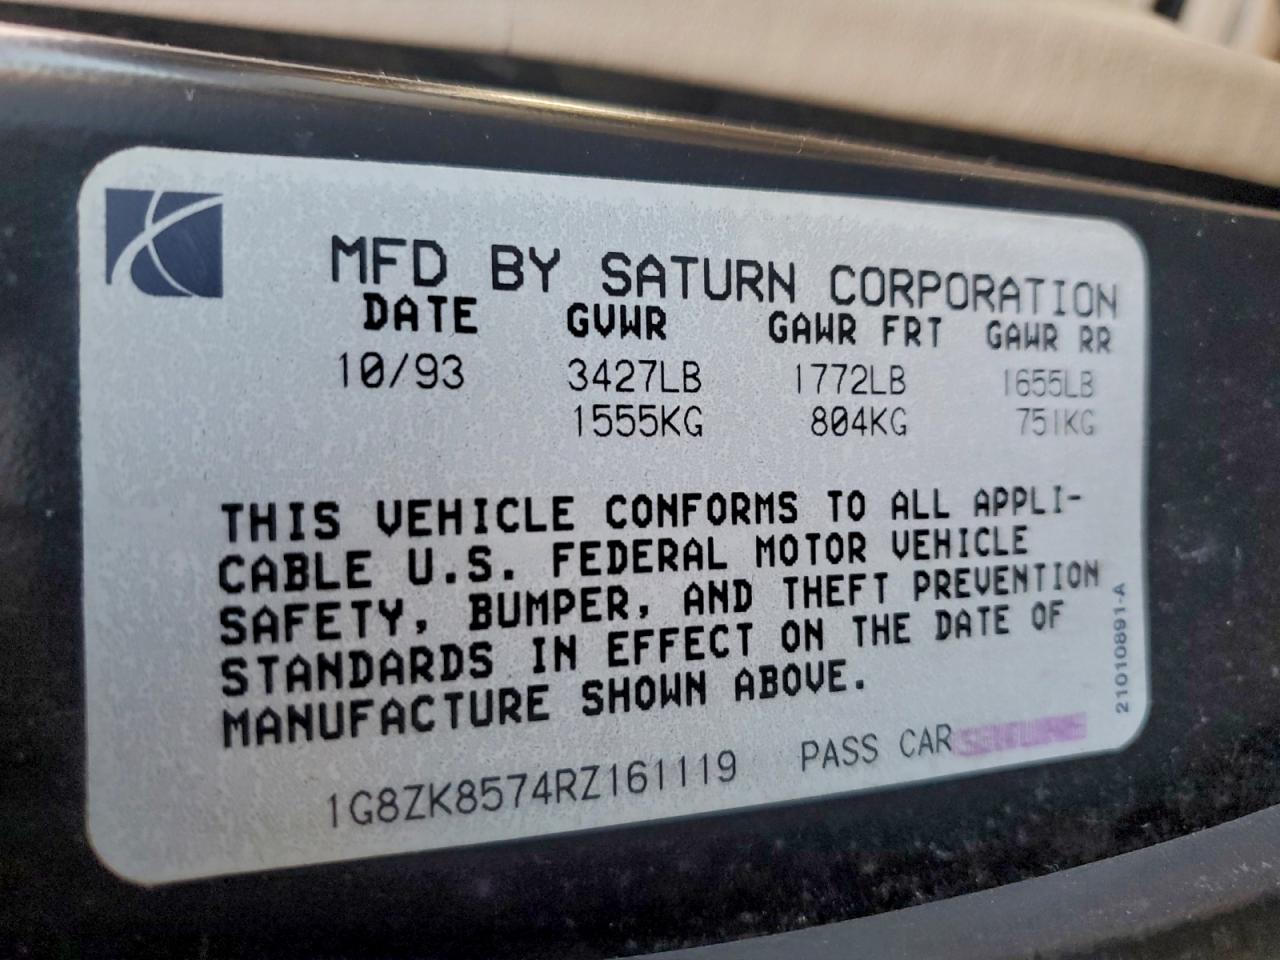 MFD BY SATURN CORPORATION
DATE GVWR GAWR FRT GAWR RR
10/93 3427LB 1772LB 1655LB
1555KG 804KG 751KG
THIS VEHICLE CONFORMS TO ALL APPLI-
CABLE U.S. FEDERAL MOTOR VEHICLE
SAFETY, BUMPER, AND THEFT PREVENTION
STANDARDS IN EFFECT ON THE DATE OF
MANUFACTURE SHOWN ABOVE.
1G8ZK8574RZ161119 PASS CAR
21010891-A